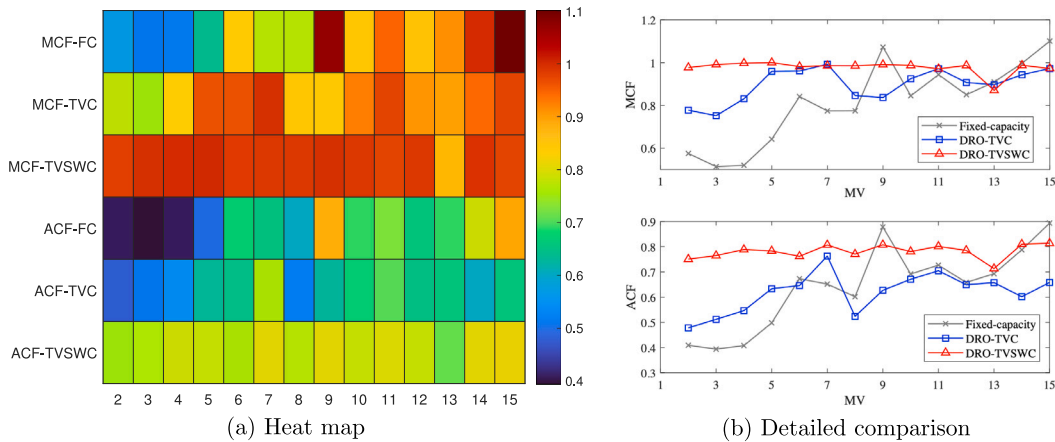 MCF-FC
MCF-TVC
MCF-TVSWC
ACF-FC
ACF-TVC
ACF-TVSWC
2 3 4 5 6 7 8 9 10 11 12 13 14 15
1.1
1
0.9
0.8
0.7
0.6
0.5
0.4
(a) Heat map
1.2
1
0.8
0.6
MCF
1 3 5 7 9 11 13 15
MV
Fixed-capacity
DRO-TVC
DRO-TVSWC
0.9
0.8
0.7
0.6
0.5
0.4
0.3
ACF
1 3 5 7 9 11 13 15
MV
Fixed-capacity
DRO-TVC
DRO-TVSWC
(b) Detailed comparison